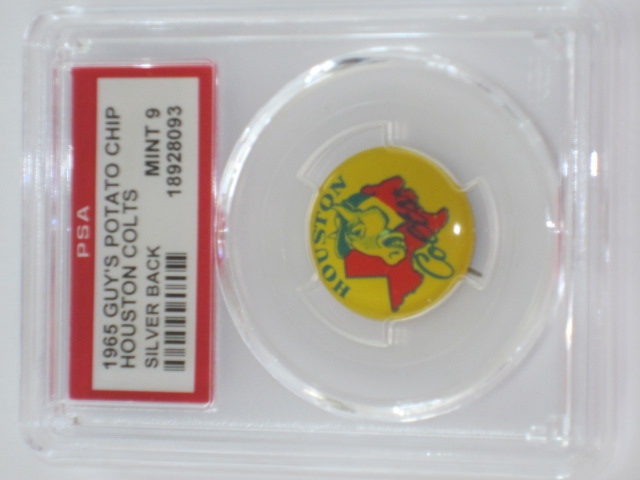 PSA
1965 GUY'S POTATO CHIP
HOUSTON COLTS MINT 9
SILVER BACK 18928093
HOUSTON